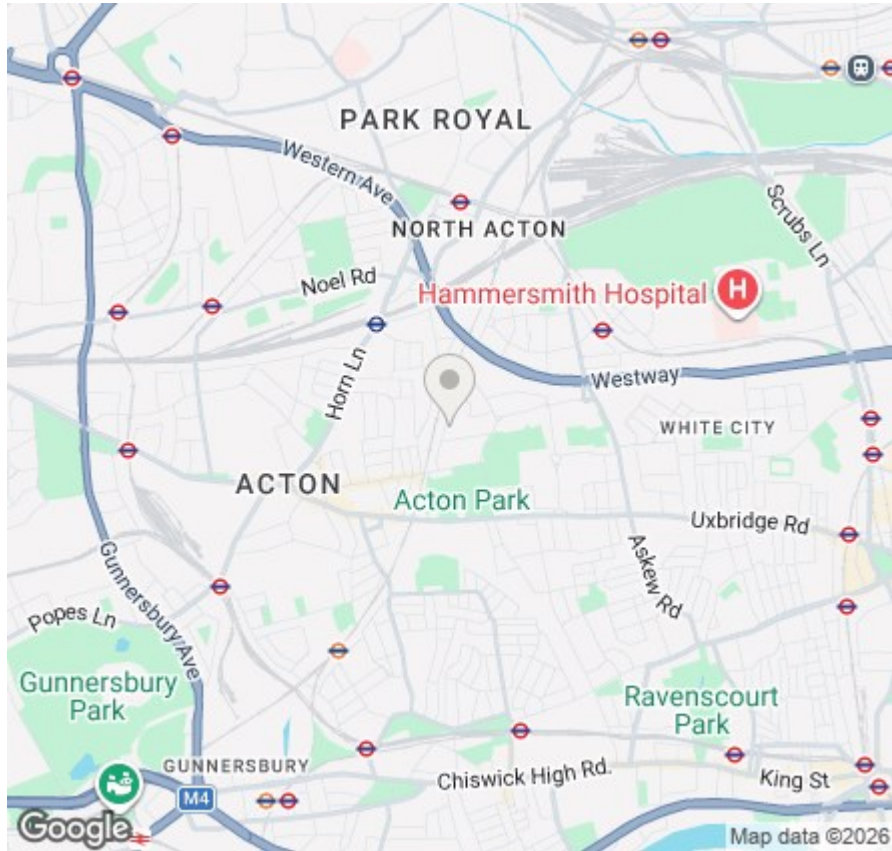 PARK ROYAL
Western Ave
Scrubs Ln
NORTH ACTON
Noel Rd
Hammersmith Hospital
H
Horn Ln
Westway
WHITE CITY
ACTON
Acton Park
Uxbridge Rd
Askew Rd
Gunnersbury Ave
Popes Ln
Gunnersbury
Park
Ravenscourt
Park
GUNNERSBURY
Chiswick High Rd.
King St
M4
Google
Map data ©2026